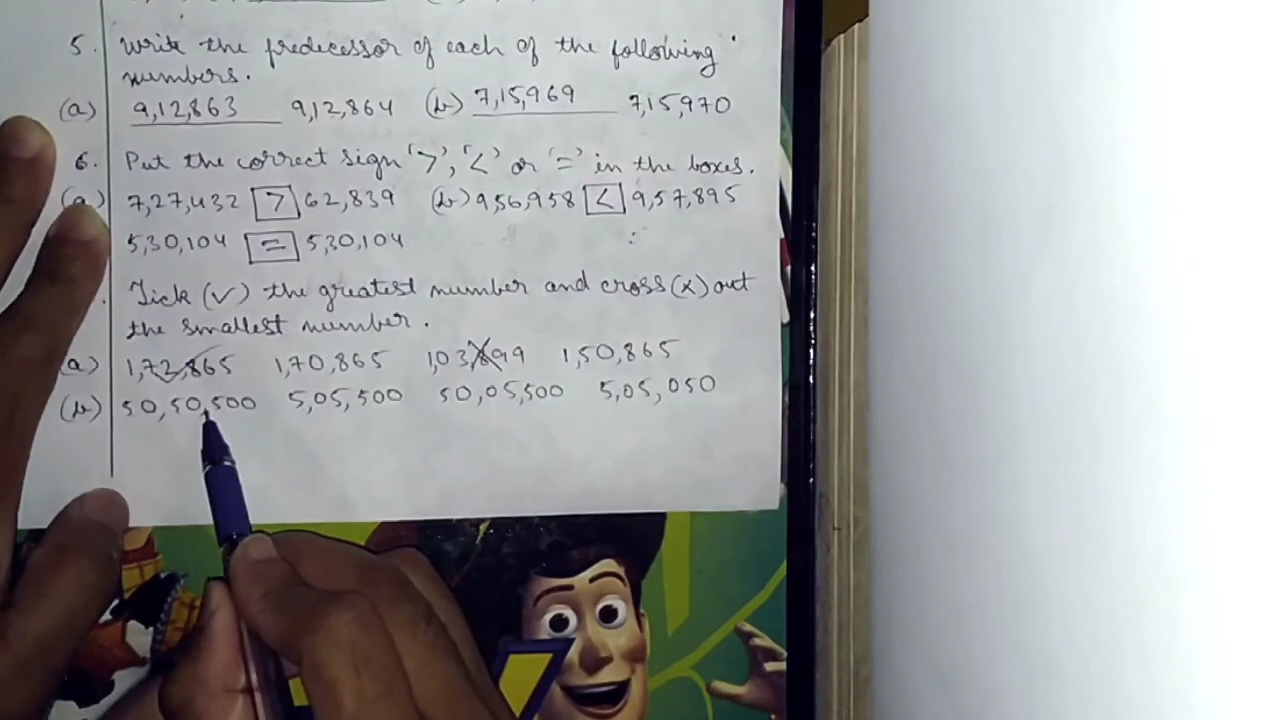 5. Write the predecessor of each of the following
numbers.
(a) 9,12,863 9,12,864 (b) 7,15,969 7,15,970
6. Put the correct sign '>', '<' or '=' in the boxes.
(a) 7,27,432 > 62,839 (b) 9,56,958 < 9,57,895
5,30,104 = 5,30,104
. Tick (✓) the greatest number and cross (x) out
the smallest number.
(a) 1,72,865 1,70,865 1,03,899 1,50,865
(b) 50,50,500 5,05,500 50,05,500 5,05,050